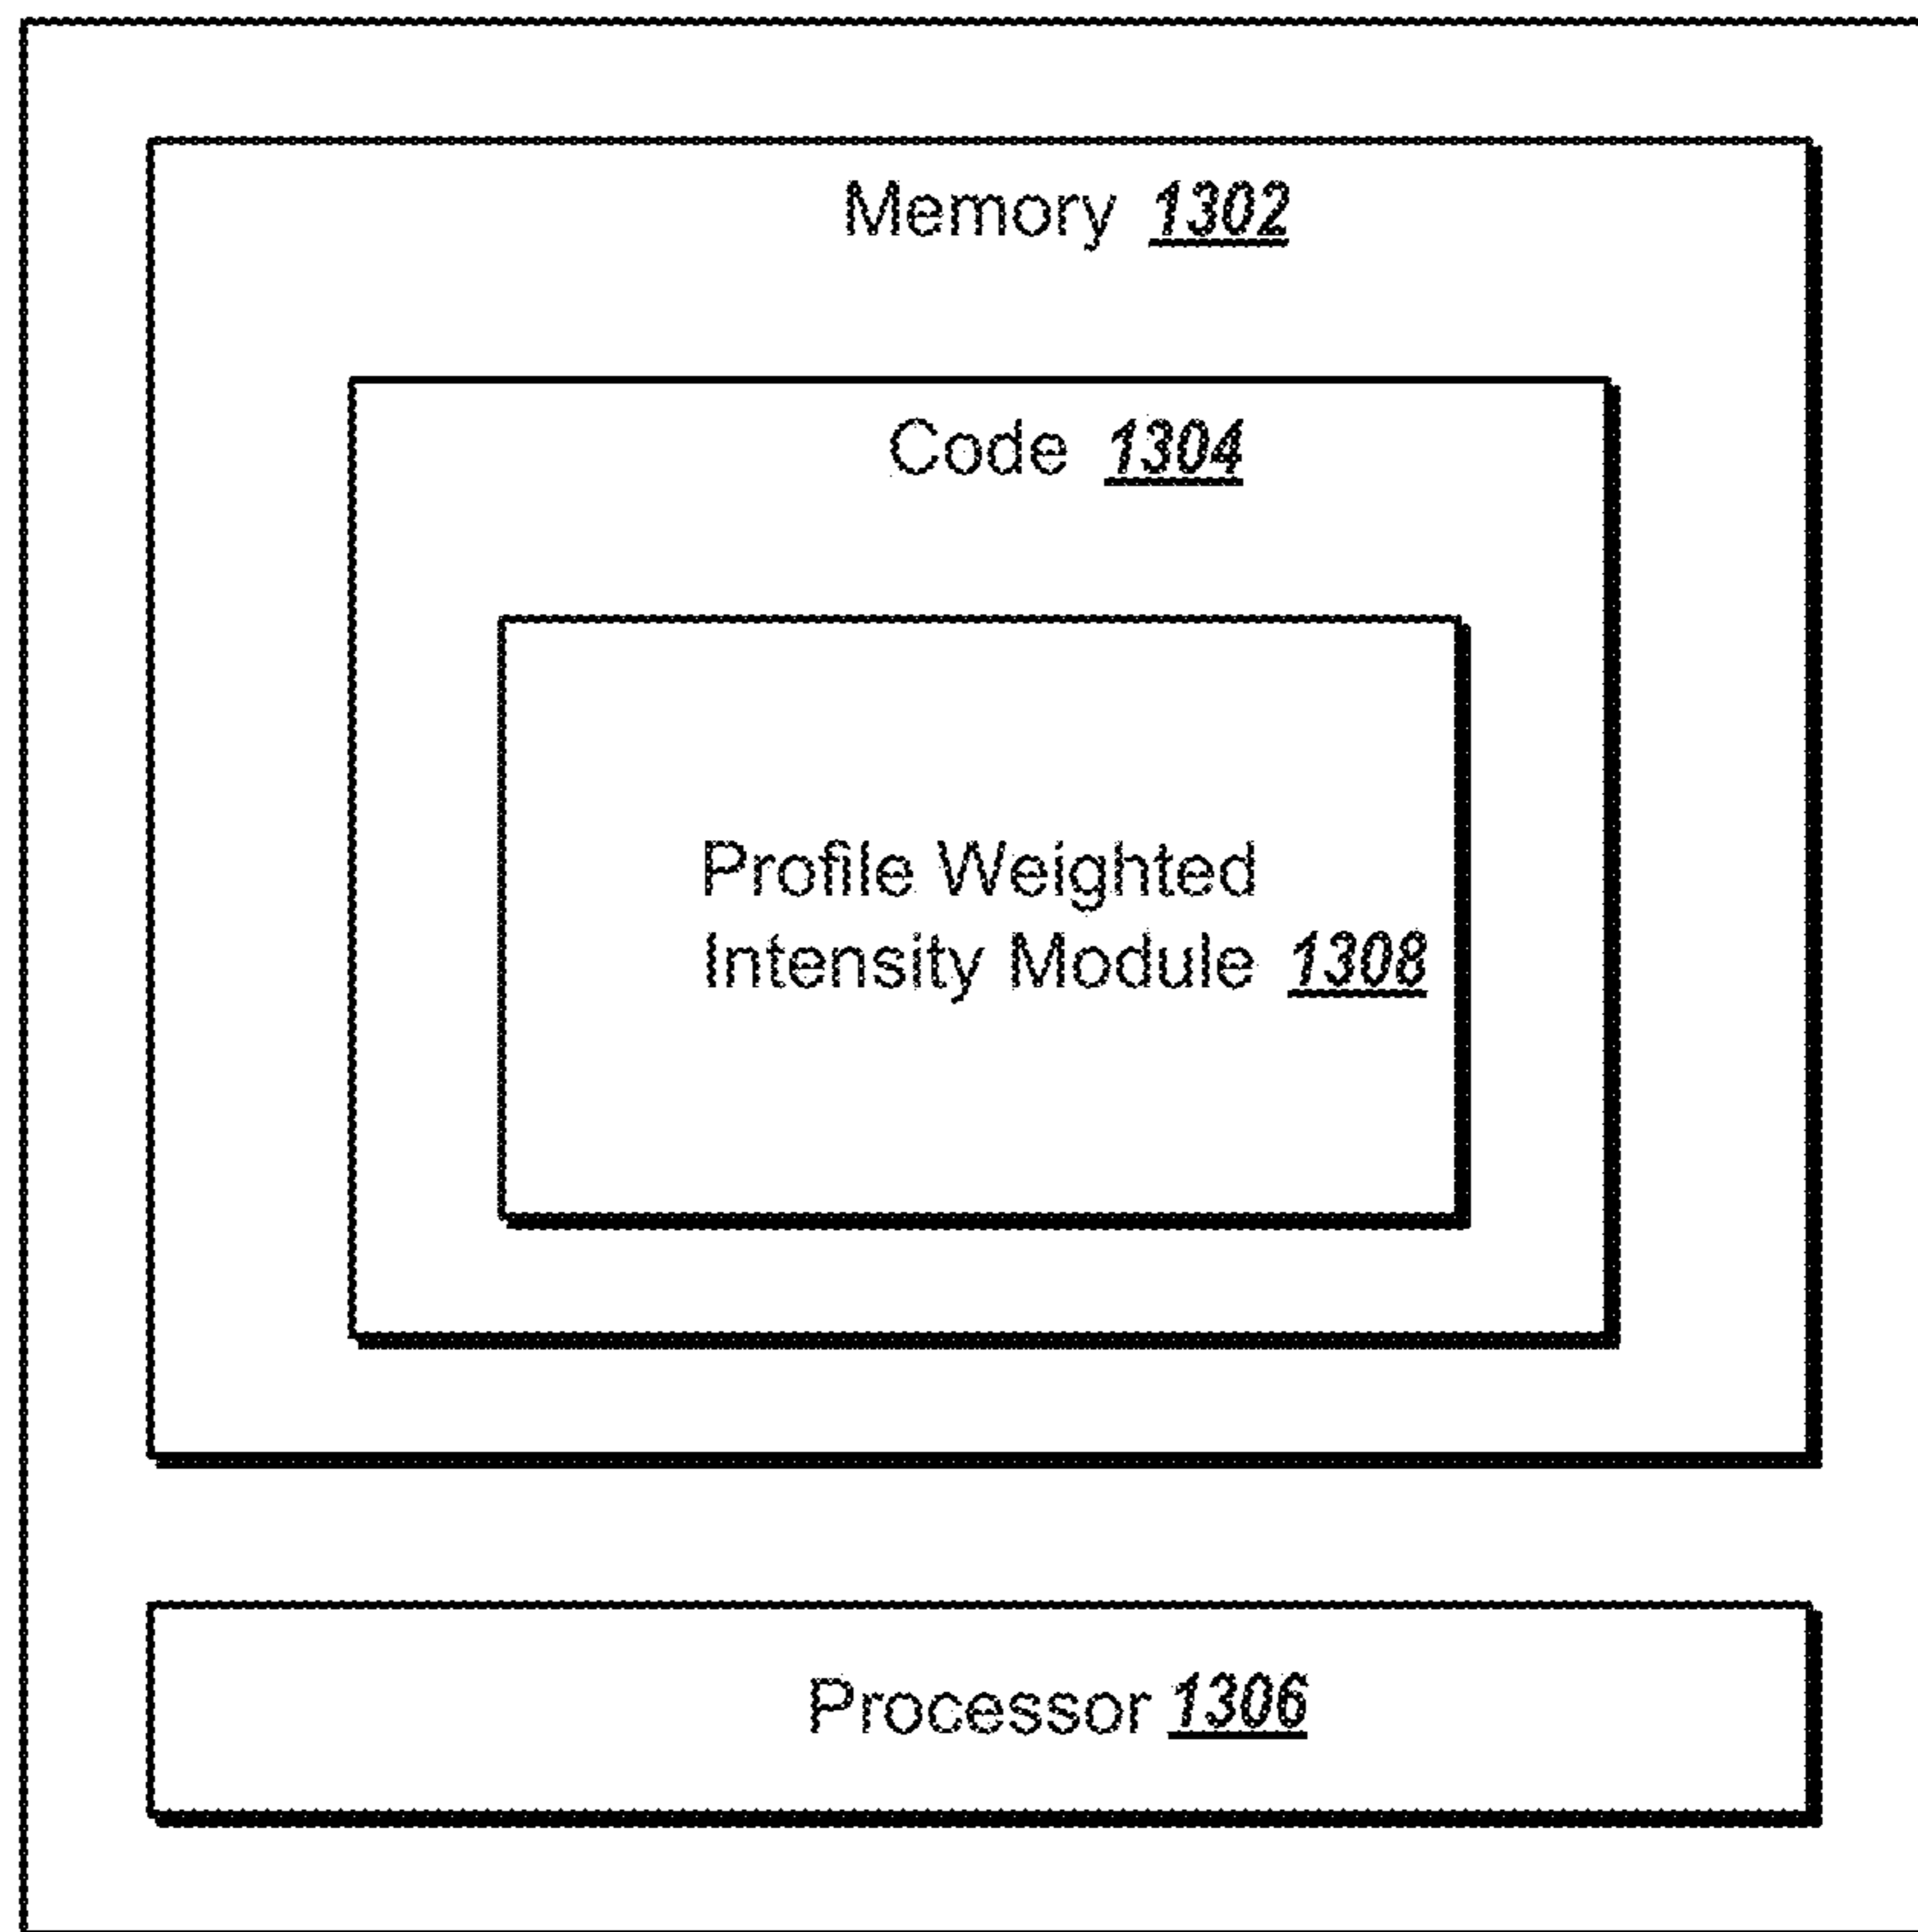 Memory 1302
Code 1304
Profile Weighted
Intensity Module 1308
Processor 1306